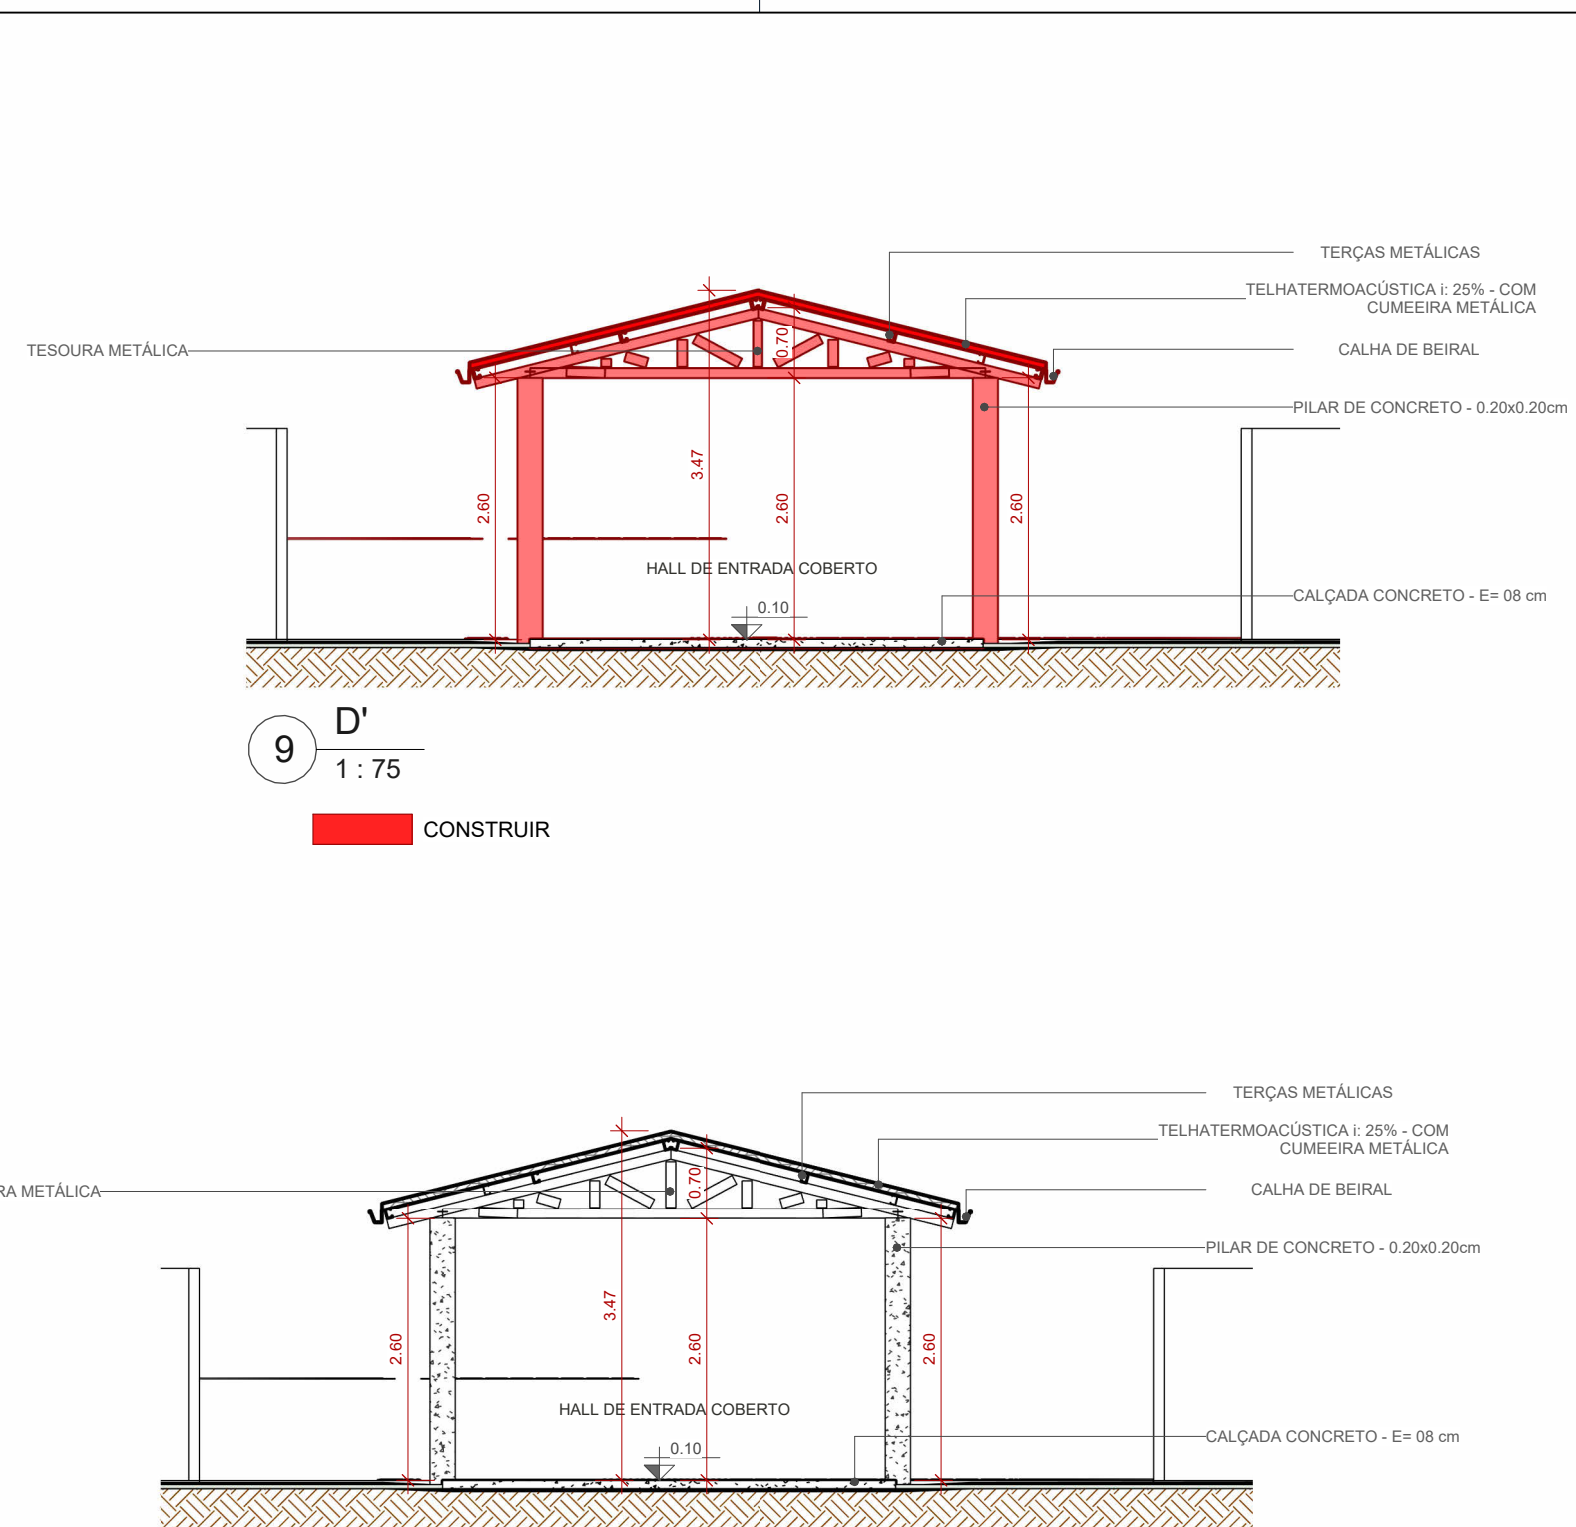 TERÇAS METÁLICAS
TELHATERMOACÚSTICA i: 25% - COM
CUMEEIRA METÁLICA
TESOURA METÁLICA
CALHA DE BEIRAL
0.70
PILAR DE CONCRETO - 0.20x0.20cm
3.47
2.60
2.60
2.60
HALL DE ENTRADA COBERTO
0.10
CALÇADA CONCRETO - E= 08 cm
9
D'
1 : 75
CONSTRUIR
TERÇAS METÁLICAS
TELHATERMOACÚSTICA i: 25% - COM
CUMEEIRA METÁLICA
RA METÁLICA
CALHA DE BEIRAL
0.70
PILAR DE CONCRETO - 0.20x0.20cm
3.47
2.60
2.60
2.60
HALL DE ENTRADA COBERTO
0.10
CALÇADA CONCRETO - E= 08 cm